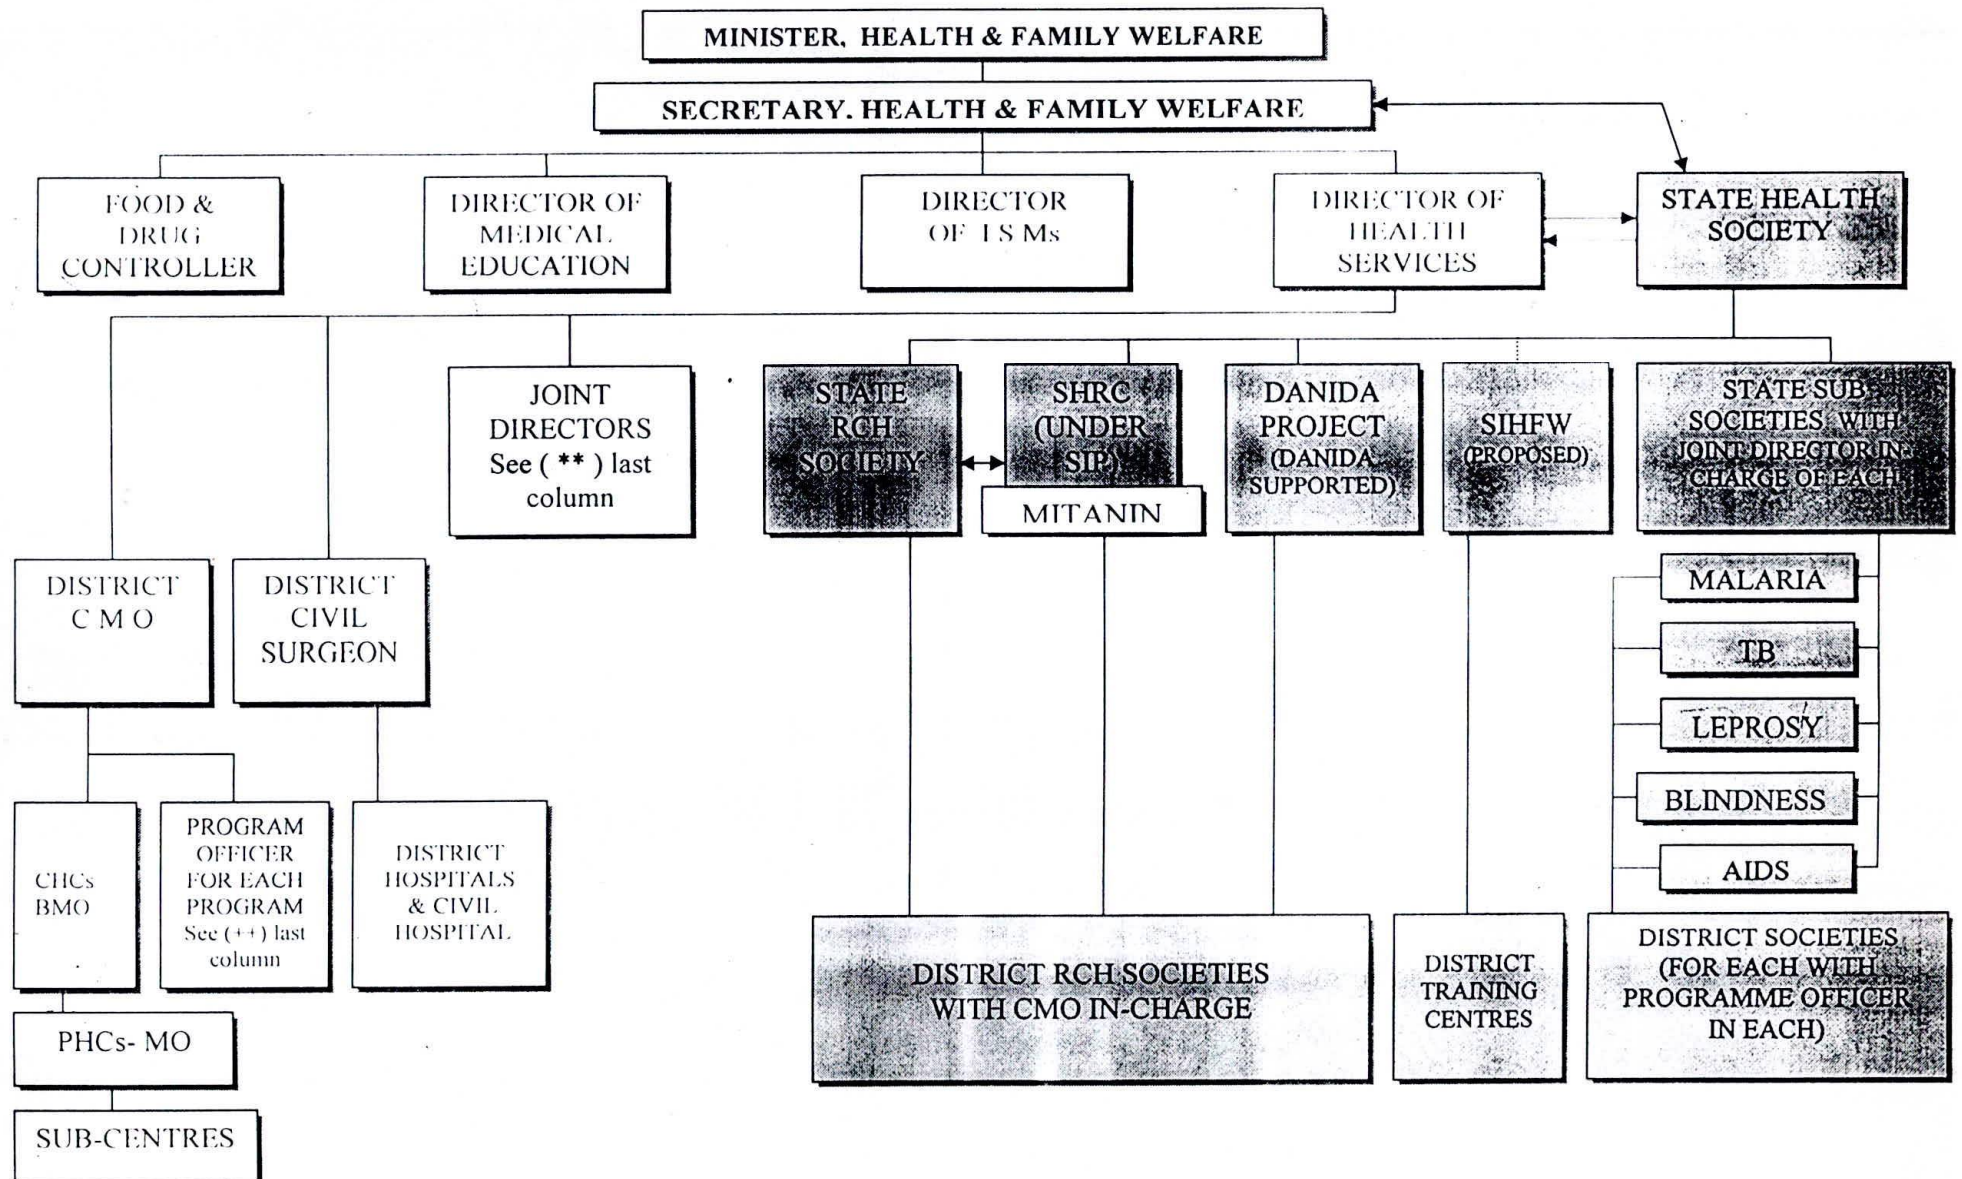 MINISTER, HEALTH & FAMILY WELFARE
SECRETARY. HEALTH & FAMILY WELFARE
FOOD &
DRUG
CONTROLLER
DIRECTOR OF
MEDICAL
EDUCATION
DIRECTOR
OF I S Ms
DIRECTOR OF
HEALTH
SERVICES
STATE HEALTH
SOCIETY
JOINT
DIRECTORS
See ( ** ) last
column
STATE
RCH
SOCIETY
SHRC
(UNDER
SIP)
MITANIN
DANIDA
PROJECT
(DANIDA
SUPPORTED)
SIHFW
(PROPOSED)
STATE SUB
SOCIETIES WITH
JOINT DIRECTOR IN-
CHARGE OF EACH
DISTRICT
C M O
DISTRICT
CIVIL
SURGEON
MALARIA
TB
LEPROSY
BLINDNESS
AIDS
CHCs
BMO
PROGRAM
OFFICER
FOR EACH
PROGRAM
See (++) last
column
DISTRICT
HOSPITALS
& CIVIL
HOSPITAL
DISTRICT RCH SOCIETIES
WITH CMO IN-CHARGE
DISTRICT
TRAINING
CENTRES
DISTRICT SOCIETIES
(FOR EACH WITH
PROGRAMME OFFICER
IN EACH)
PHCs- MO
SUB-CENTRES